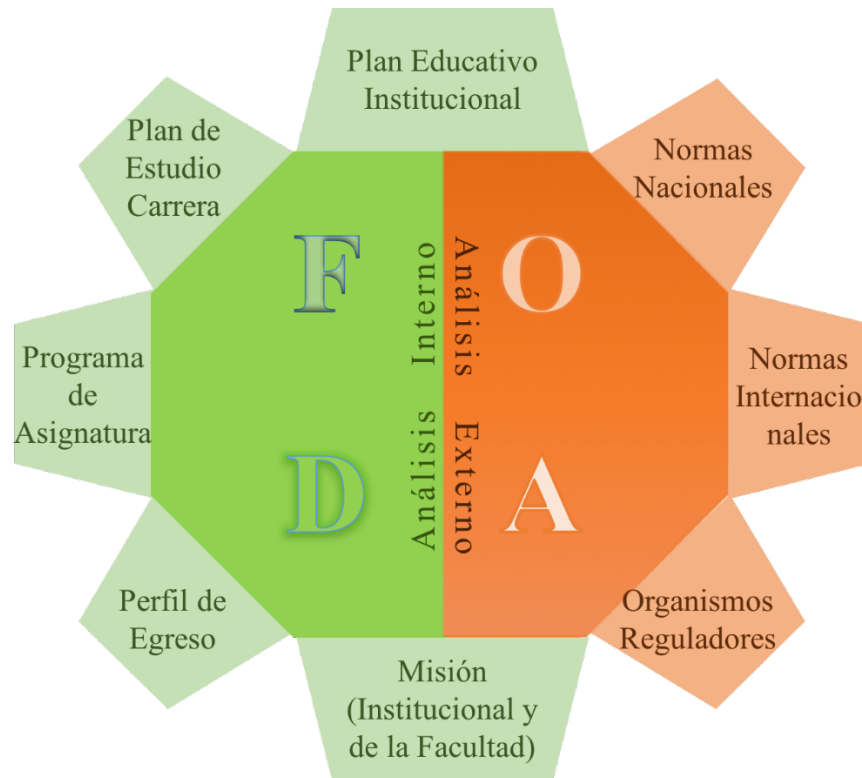 Plan Educativo
Institucional
Plan de
Estudio
Carrera
Normas
Nacionales
F
O
Análisis Interno
Análisis Externo
Programa
de
Asignatura
Normas
Internacio
nales
D
A
Perfil de
Egreso
Organismos
Reguladores
Misión
(Institucional y
de la Facultad)